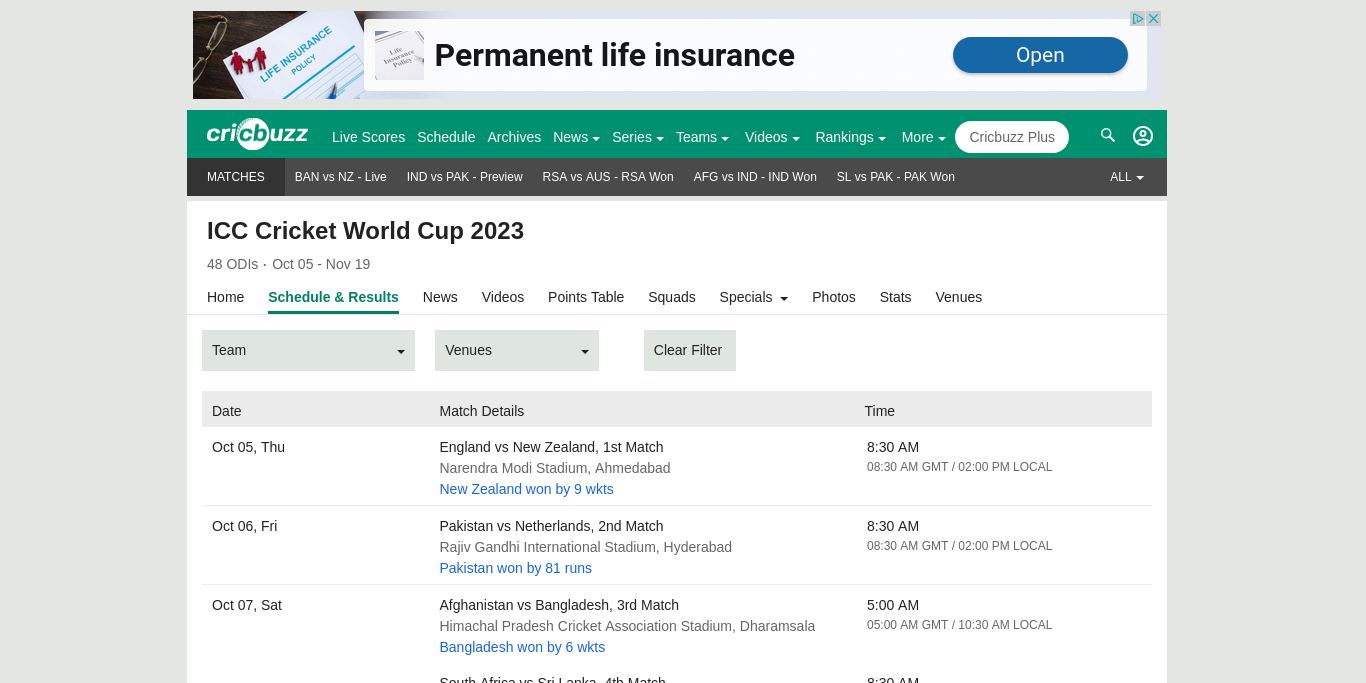 LIFE INSURANCE
POLICY
Life
Insurance
Policy
Permanent life insurance
Open
cricbuzz
Live Scores Schedule Archives News Series Teams Videos Rankings More Cricbuzz Plus
MATCHES BAN vs NZ - Live IND vs PAK - Preview RSA vs AUS - RSA Won AFG vs IND - IND Won SL vs PAK - PAK Won ALL
ICC Cricket World Cup 2023
48 ODIs · Oct 05 - Nov 19
Home Schedule & Results News Videos Points Table Squads Specials Photos Stats Venues
Team Venues Clear Filter
Date Match Details Time
Oct 05, Thu England vs New Zealand, 1st Match 8:30 AM
Narendra Modi Stadium, Ahmedabad 08:30 AM GMT / 02:00 PM LOCAL
New Zealand won by 9 wkts
Oct 06, Fri Pakistan vs Netherlands, 2nd Match 8:30 AM
Rajiv Gandhi International Stadium, Hyderabad 08:30 AM GMT / 02:00 PM LOCAL
Pakistan won by 81 runs
Oct 07, Sat Afghanistan vs Bangladesh, 3rd Match 5:00 AM
Himachal Pradesh Cricket Association Stadium, Dharamsala 05:00 AM GMT / 10:30 AM LOCAL
Bangladesh won by 6 wkts
South Africa vs Sri Lanka, 4th Match 8:30 AM